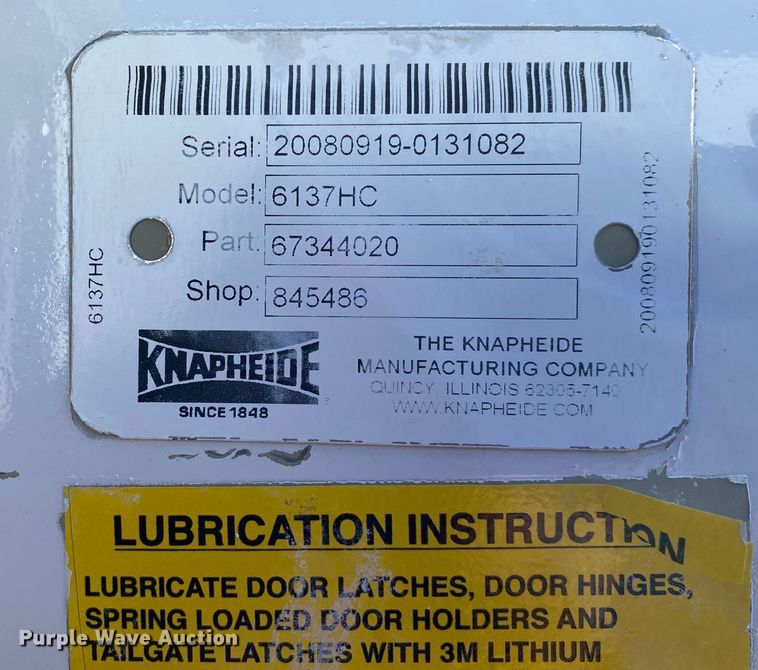 Serial: 20080919-0131082
Model: 6137HC
Part: 67344020
Shop: 845486
6137HC
200809190131082
KNAPHEIDE
SINCE 1848
THE KNAPHEIDE
MANUFACTURING COMPANY
QUINCY, ILLINOIS 62305-7140
WWW.KNAPHEIDE.COM
LUBRICATION INSTRUCTION
LUBRICATE DOOR LATCHES, DOOR HINGES,
SPRING LOADED DOOR HOLDERS AND
TAILGATE LATCHES WITH 3M LITHIUM
Purple Wave Auction